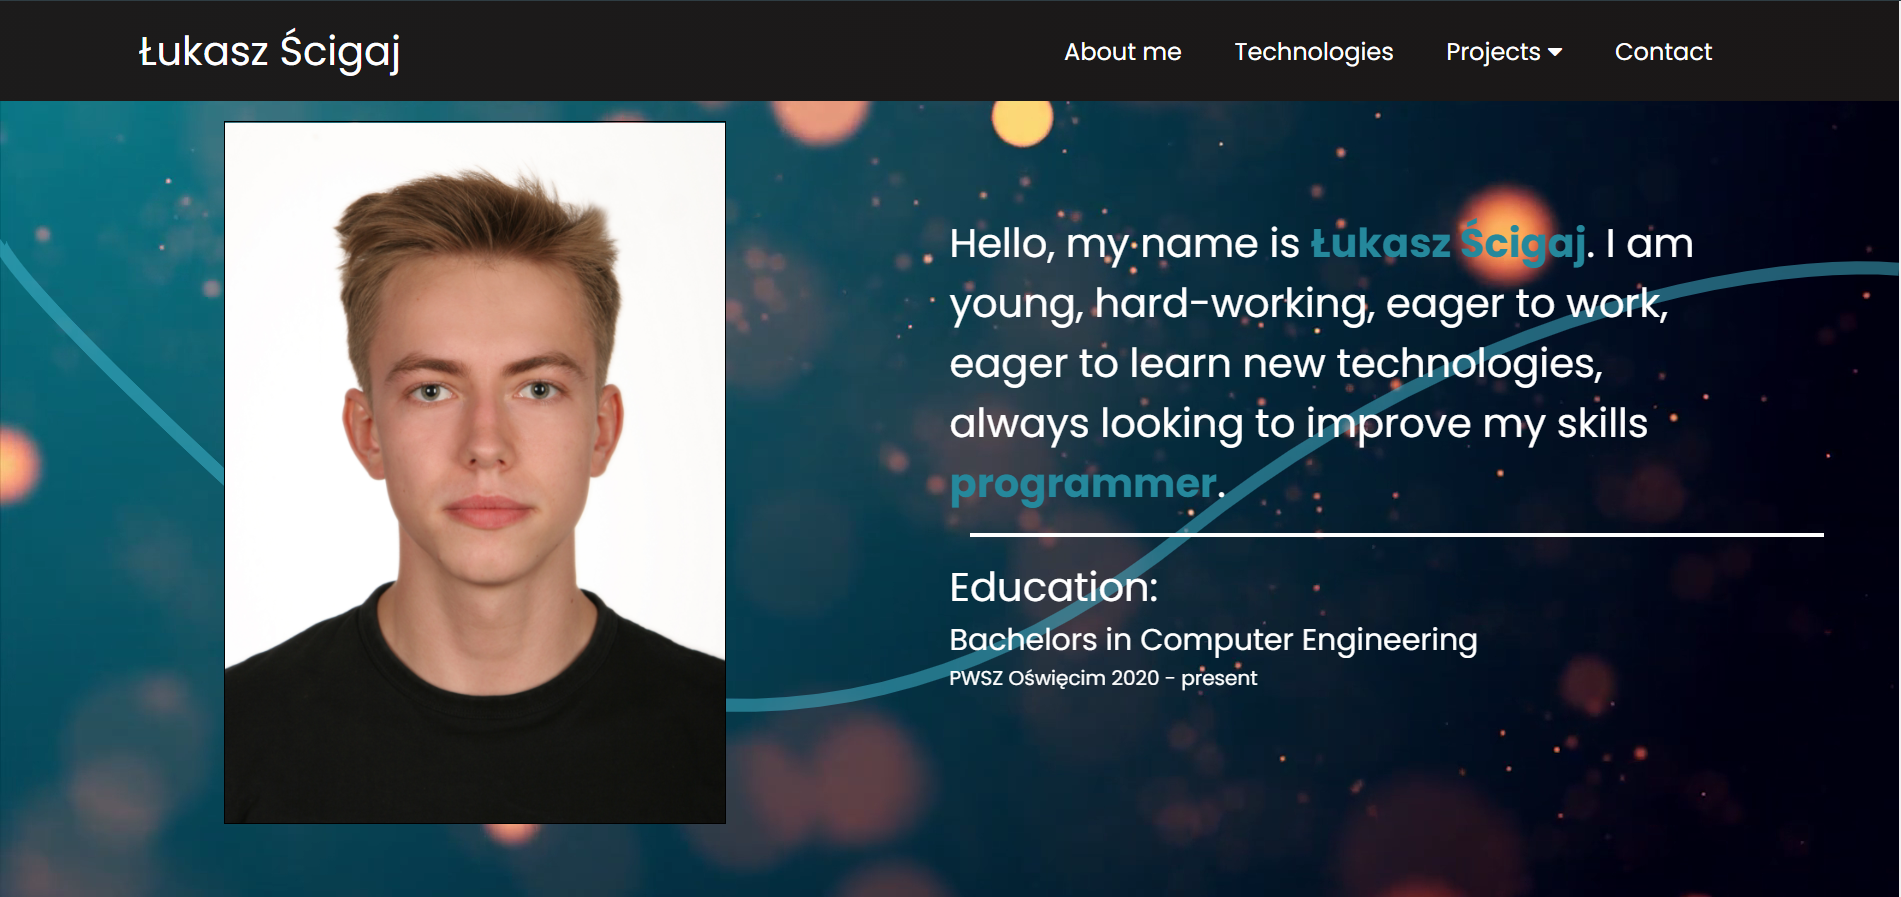 Łukasz Ścigaj
About me Technologies Projects Contact
Hello, my name is Łukasz Ścigaj. I am
young, hard-working, eager to work,
eager to learn new technologies,
always looking to improve my skills
programmer.
Education:
Bachelors in Computer Engineering
PWSZ Oświęcim 2020 - present